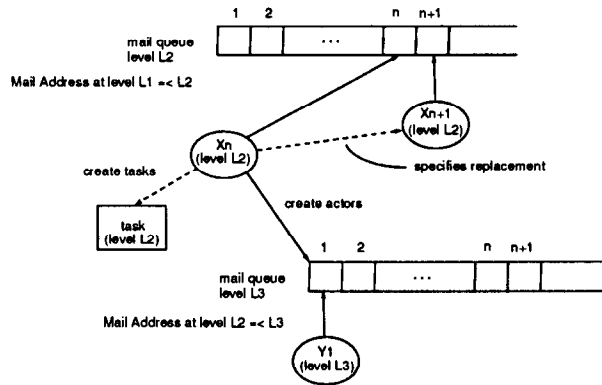 1 2 n n+1
mail queue
level L2
...
Mail Address at level L1 =< L2
Xn+1
(level L2)
Xn
(level L2)
specifies replacement
create tasks
task
(level L2)
create actors
1 2 n n+1
mail queue
level L3
...
Mail Address at level L2 =< L3
Y1
(level L3)